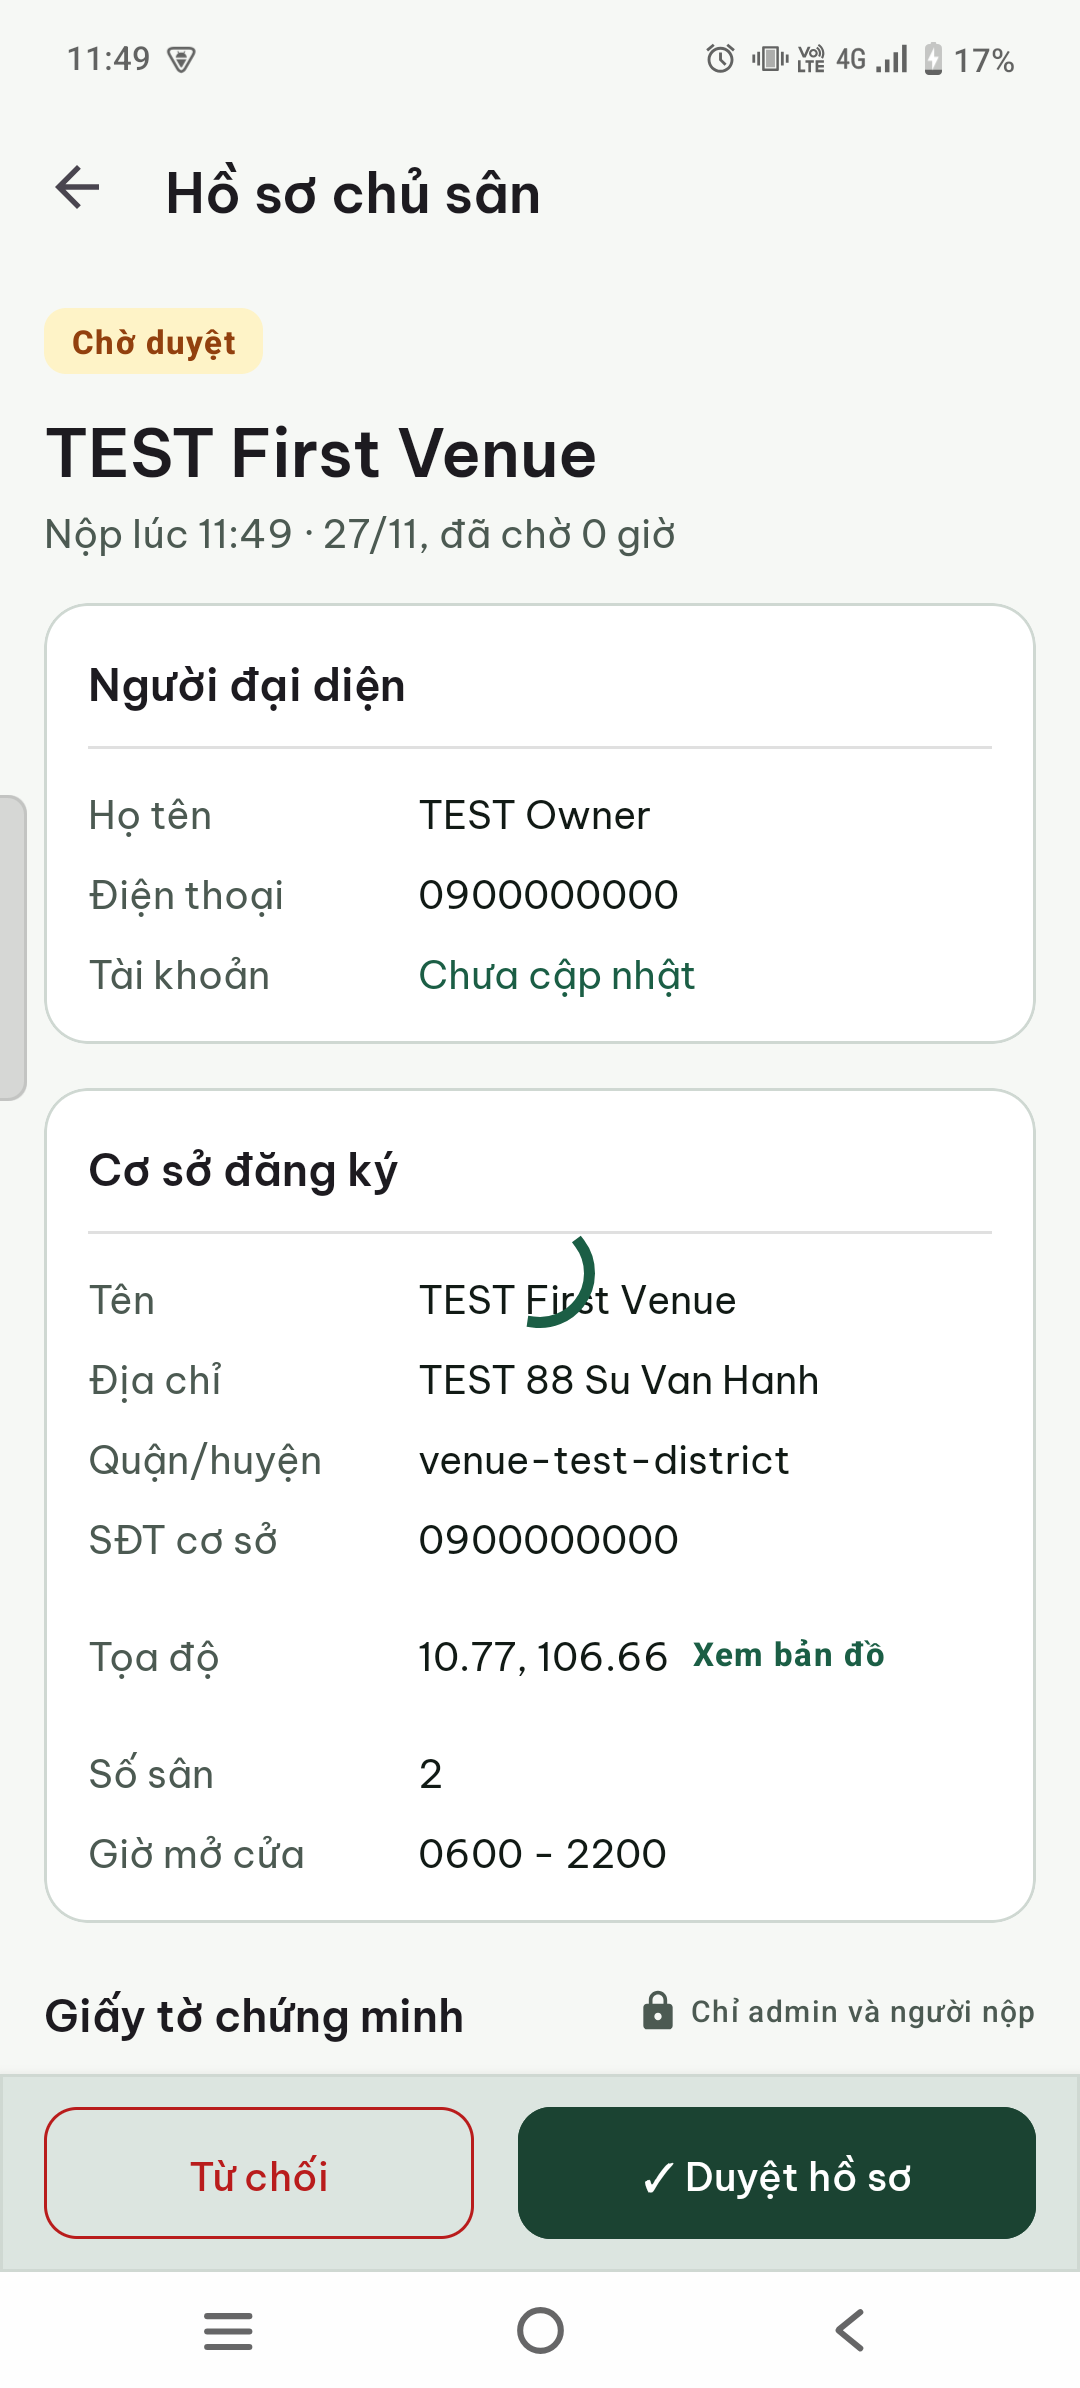 11:49
4G
17%
Hồ sơ chủ sân
Chờ duyệt
TEST First Venue
Nộp lúc 11:49 · 27/11, đã chờ 0 giờ
Người đại diện
Họ tên TEST Owner
Điện thoại 0900000000
Tài khoản Chưa cập nhật
Cơ sở đăng ký
Tên TEST First Venue
Địa chỉ TEST 88 Su Van Hanh
Quận/huyện venue-test-district
SĐT cơ sở 0900000000
Tọa độ 10.77, 106.66 Xem bản đồ
Số sân 2
Giờ mở cửa 0600 - 2200
Giấy tờ chứng minh Chỉ admin và người nộp
Từ chối ✓ Duyệt hồ sơ